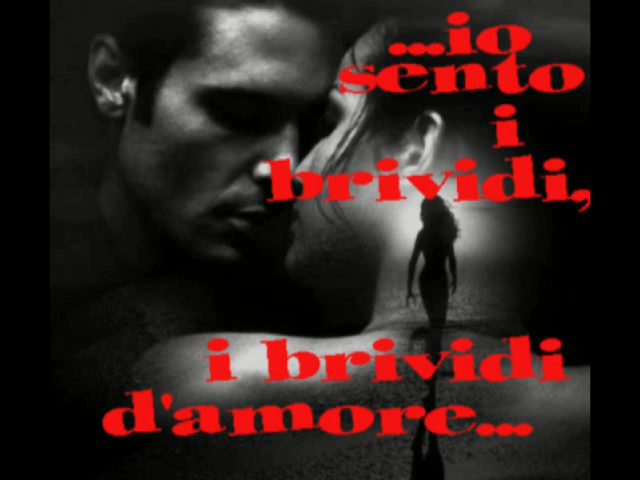 ...io
sento
i
brividi,
i brividi
d'amore...